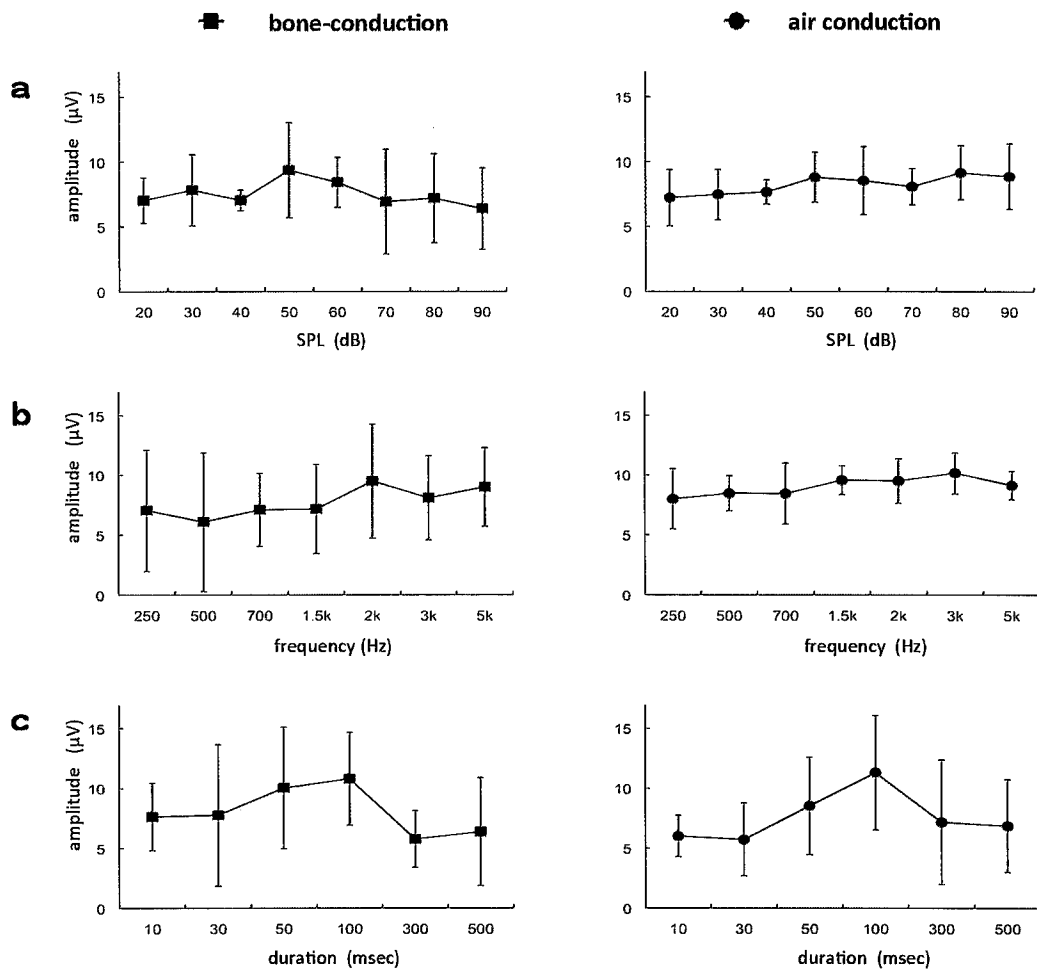 bone-conduction
air conduction
a
amplitude (μV)
15
10
5
0
20 30 40 50 60 70 80 90
SPL (dB)
15
10
5
0
20 30 40 50 60 70 80 90
SPL (dB)
b
amplitude (μV)
15
10
5
0
250 500 700 1.5k 2k 3k 5k
frequency (Hz)
15
10
5
0
250 500 700 1.5k 2k 3k 5k
frequency (Hz)
c
amplitude (μV)
15
10
5
0
10 30 50 100 300 500
duration (msec)
15
10
5
0
10 30 50 100 300 500
duration (msec)